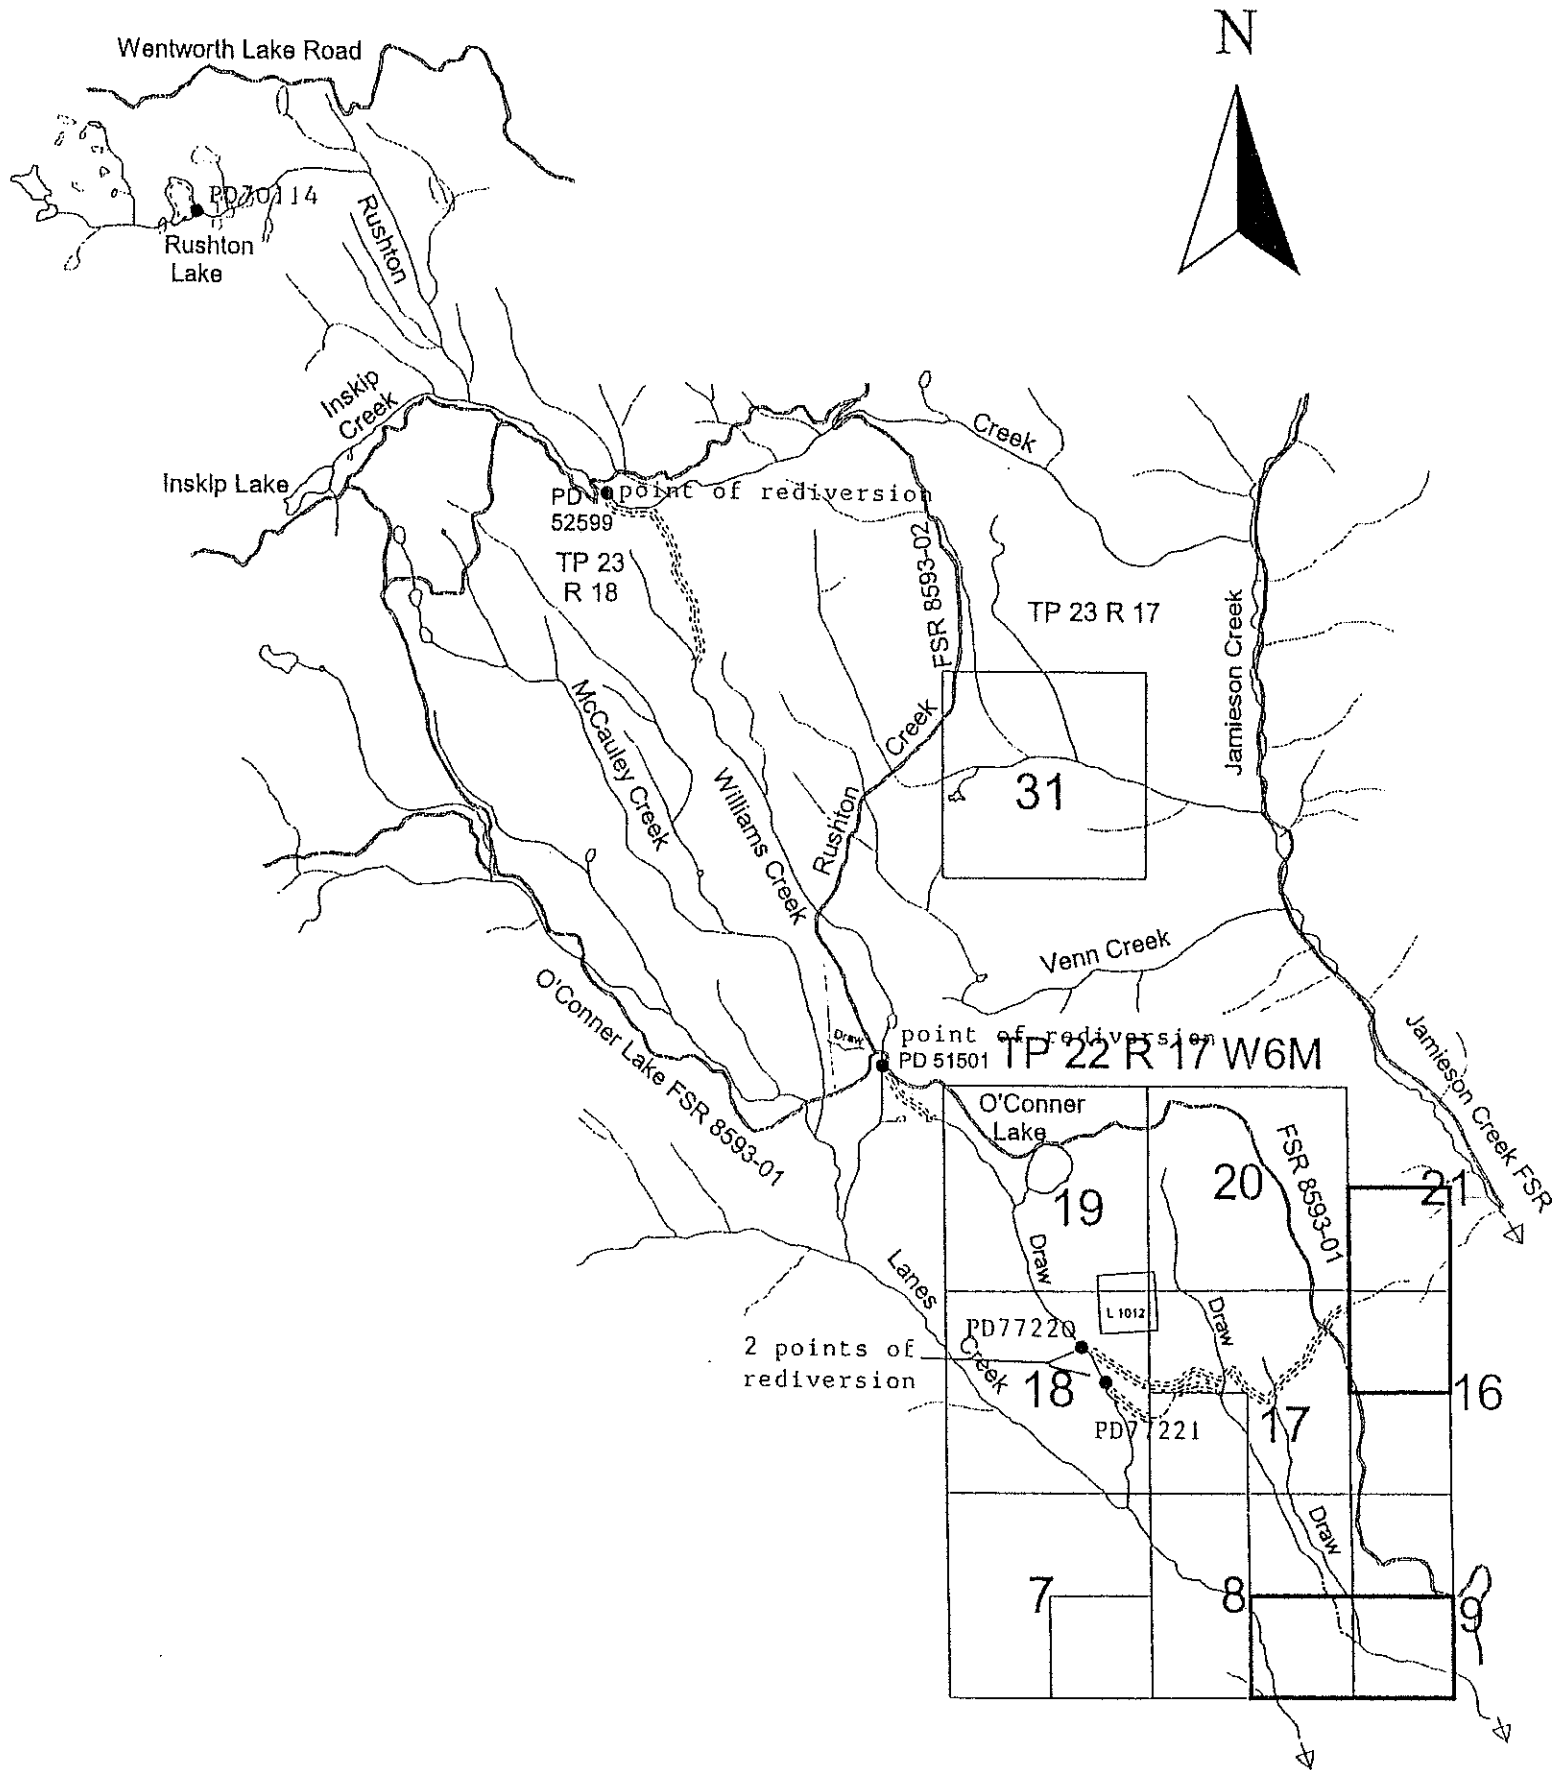 N
Wentworth Lake Road
PD70114
Rushton
Lake
Rushton
Inskip
Creek
Inskip Lake
Creek
PD
52599
point of rediversion
TP 23
R 18
FSR 8593-02
TP 23 R 17
Jamieson Creek
McCauley Creek
Williams Creek
Creek
Rushton
31
Venn Creek
O'Conner Lake FSR 8593-01
Draw
point of rediversion
PD 51501
TP 22 R 17 W6M
Jamieson Creek FSR
O'Conner
Lake
19
20
FSR 8593-01
21
Draw
Lanes
Creek
L 1012
Draw
PD77220
2 points of
rediversion
18
PD77221
17
16
Draw
7
8
9